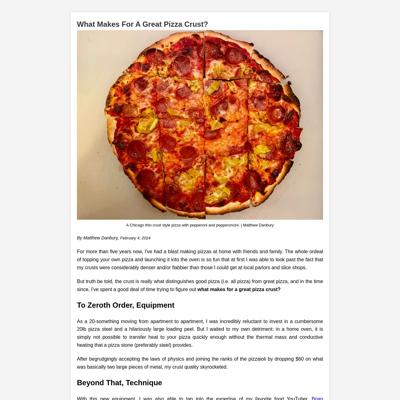 What Makes For A Great Pizza Crust?
A Chicago thin crust style pizza with pepperoni and pepperoncini. | Matthew Danbury
By Matthew Danbury, February 4, 2024
For more than five years now, I've had a blast making pizzas at home with friends and family. The whole ordeal
of topping your own pizza and launching it into the oven is so fun that at first I was able to look past the fact that
my crusts were considerably denser and/or flabbier than those I could get at local parlors and slice shops.
But truth be told, the crust is really what distinguishes good pizza (i.e. all pizza) from great pizza, and in the time
since, I've spent a good deal of time trying to figure out what makes for a great pizza crust?
To Zeroth Order, Equipment
As a 20-something moving from apartment to apartment, I was incredibly reluctant to invest in a cumbersome
20lb pizza steel and a hilariously large loading peel. But I waited to my own detriment: in a home oven, it is
simply not possible to transfer heat to your pizza quickly enough without the thermal mass and conductive
heating that a pizza stone (preferably steel) provides.
After begrudgingly accepting the laws of physics and joining the ranks of the pizzaioli by dropping $60 on what
was basically two large pieces of metal, my crust quality skyrocketed.
Beyond That, Technique
With this new equipment, I was also able to tap into the expertise of my favorite food YouTuber, Brian